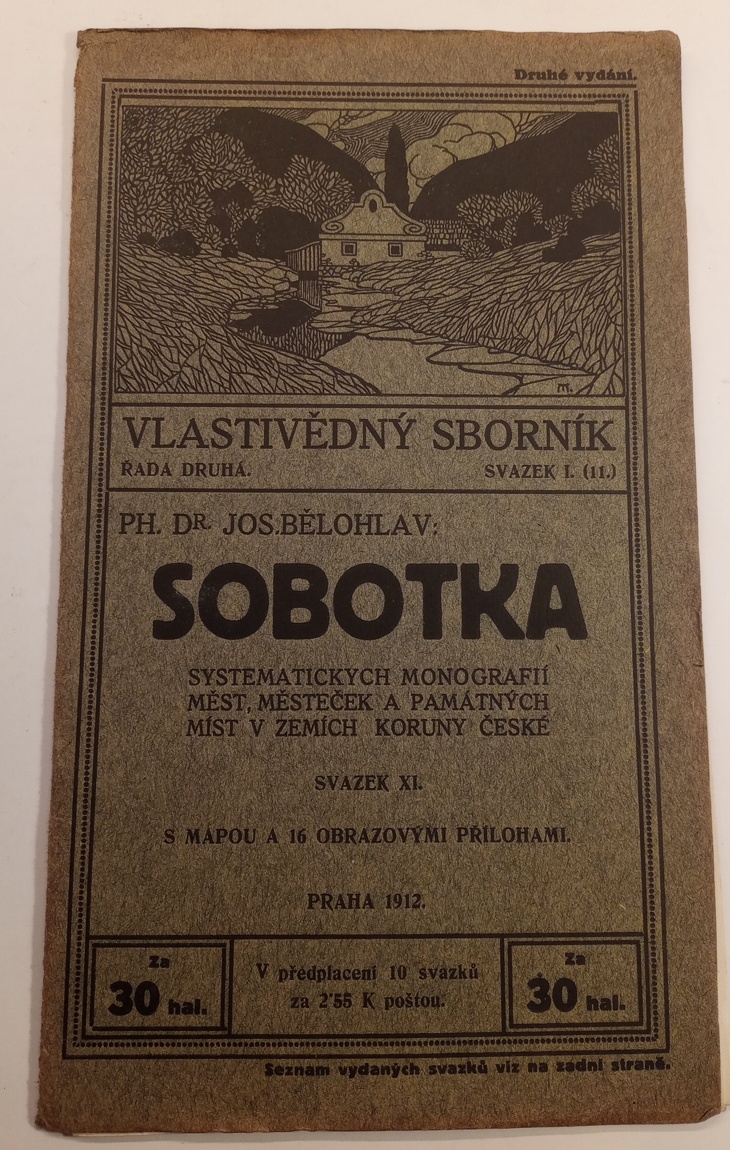 Druhé vydání.
M.
VLASTIVĚDNÝ SBORNÍK
ŘADA DRUHÁ. SVAZEK I. (11.)
PH. DR. JOS. BĚLOHLAV:
SOBOTKA
SYSTEMATICKYCH MONOGRAFIÍ
MĚST, MĚSTEČEK A PAMÁTNÝCH
MÍST V ZEMÍCH KORUNY ČESKÉ
SVAZEK XI.
S MAPOU A 16 OBRAZOVÝMI PŘÍLOHAMI.
PRAHA 1912.
Za
30 hal.
V předplacení 10 svazků
za 2'55 K poštou.
Za
30 hal.
Seznam vydaných svazků viz na zadní straně.